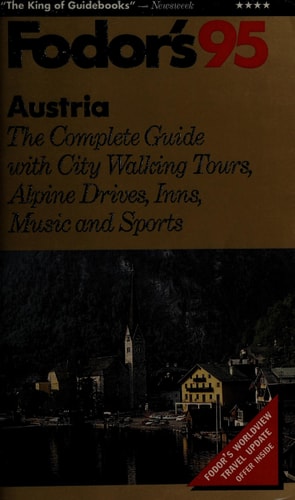 "The King of Guidebooks" — Newsweek
★★★★
Fodor's 95
Austria
The Complete Guide
with City Walking Tours,
Alpine Drives, Inns,
Music and Sports
FODOR'S WORLDVIEW
TRAVEL UPDATE
OFFER INSIDE